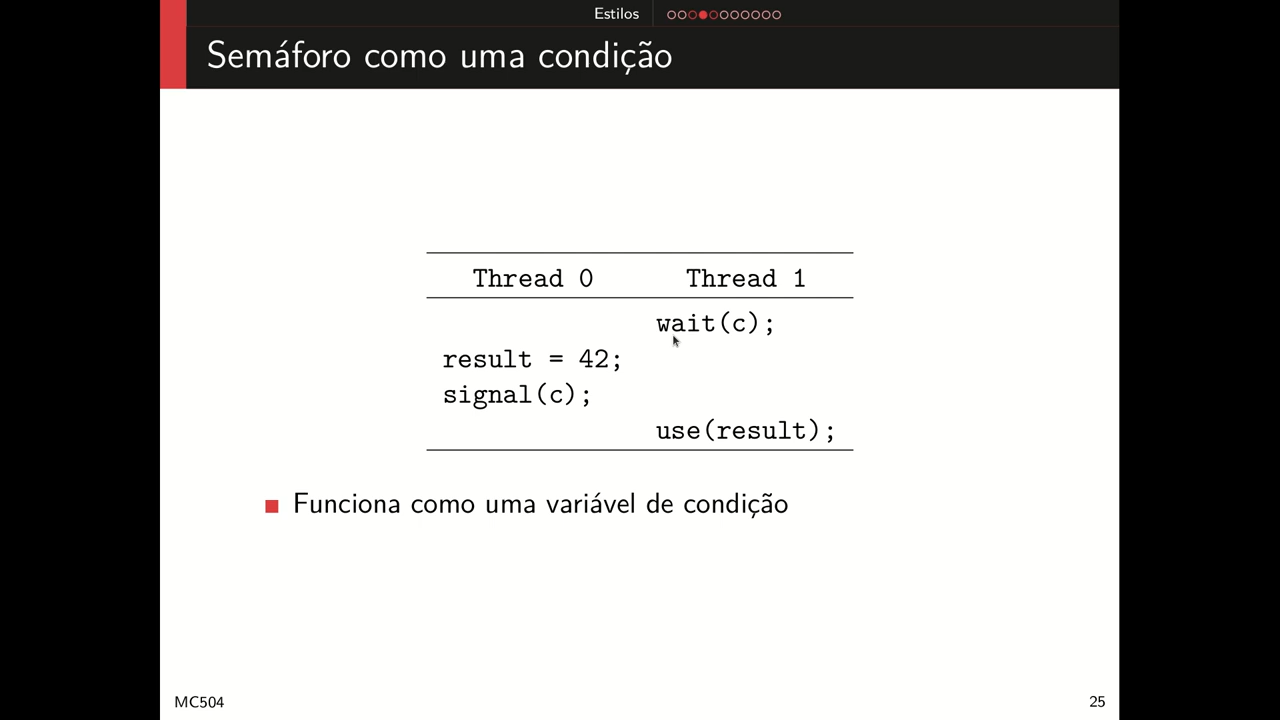 Estilos
Semáforo como uma condição
Thread 0 Thread 1
wait(c);
result = 42;
signal(c);
use(result);
Funciona como uma variável de condição
MC504 25